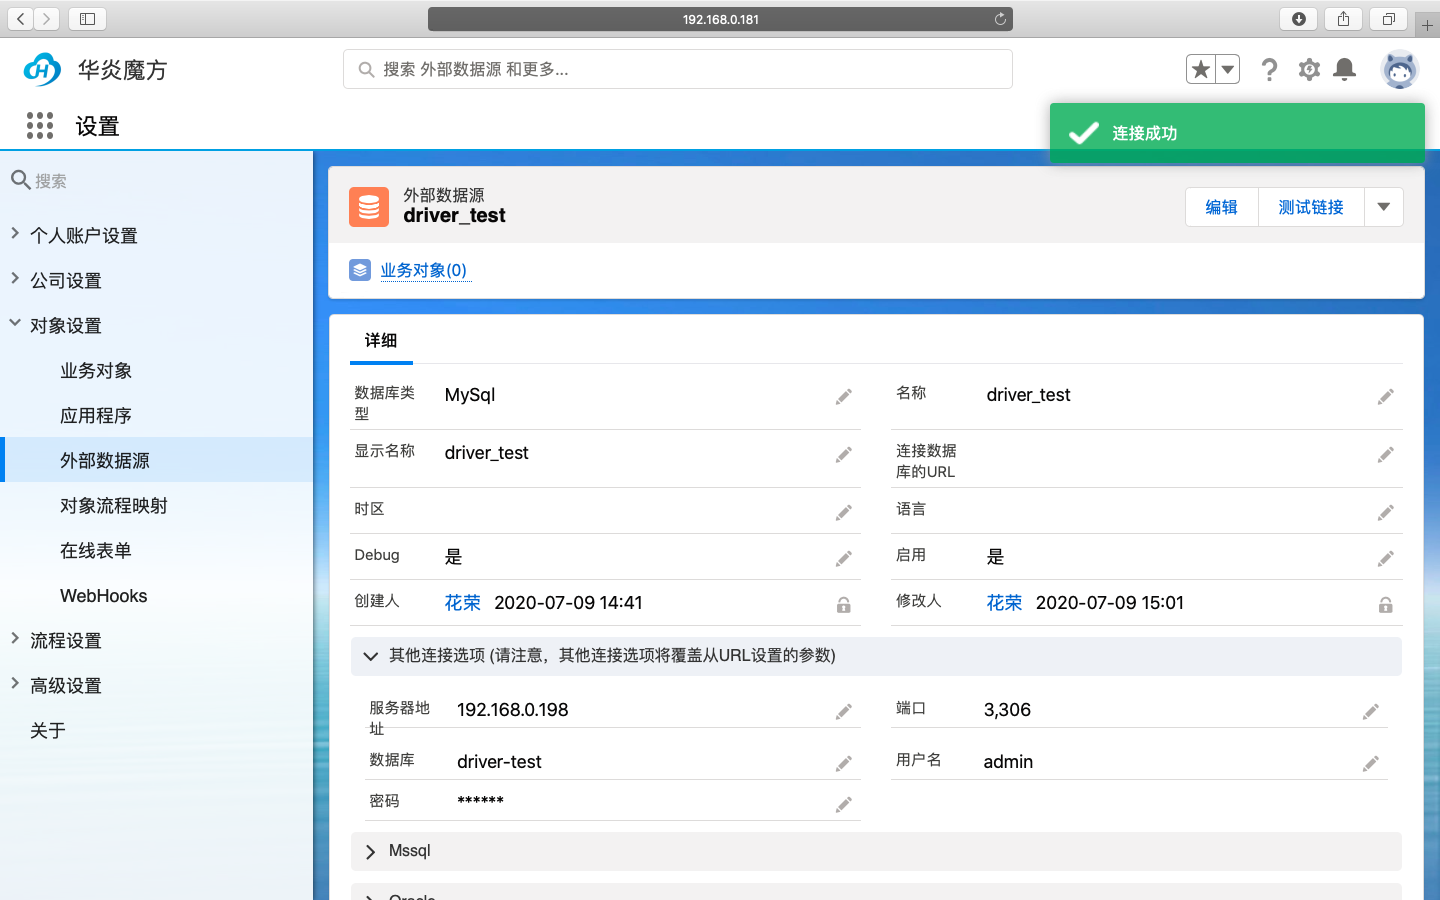 192.168.0.181
华炎魔方
搜索 外部数据源 和更多...
设置
连接成功
搜索
个人账户设置
公司设置
对象设置
业务对象
应用程序
外部数据源
对象流程映射
在线表单
WebHooks
流程设置
高级设置
关于
外部数据源
driver_test
编辑
测试链接
业务对象(0)
详细
数据库类型
MySql
名称
driver_test
显示名称
driver_test
连接数据库的URL
时区
语言
Debug
是
启用
是
创建人
花荣 2020-07-09 14:41
修改人
花荣 2020-07-09 15:01
其他连接选项 (请注意，其他连接选项将覆盖从URL设置的参数)
服务器地址
192.168.0.198
端口
3,306
数据库
driver-test
用户名
admin
密码
******
Mssql
Oracle